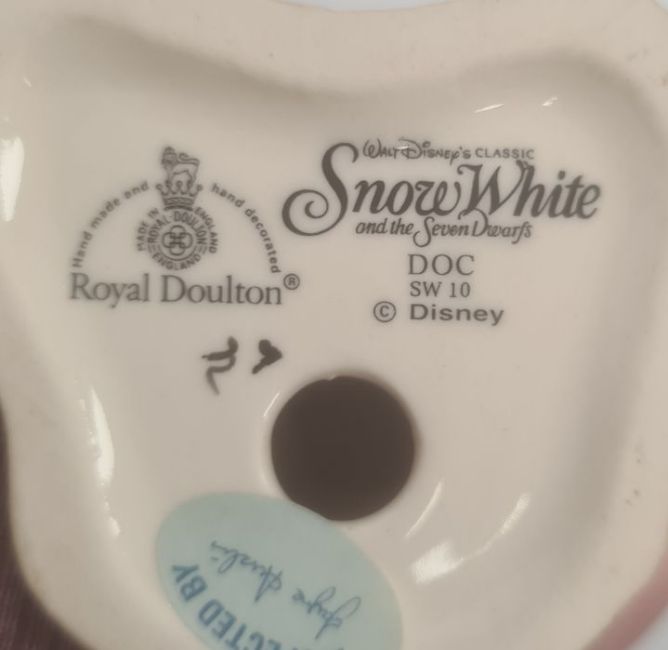 Hand made and hand decorated
MADE IN ENGLAND
ROYAL-DOULTON
ENGLAND
Royal Doulton®
WALT DISNEY'S CLASSIC
Snow White
and the Seven Dwarfs
DOC
SW 10
© Disney
ECTED BY